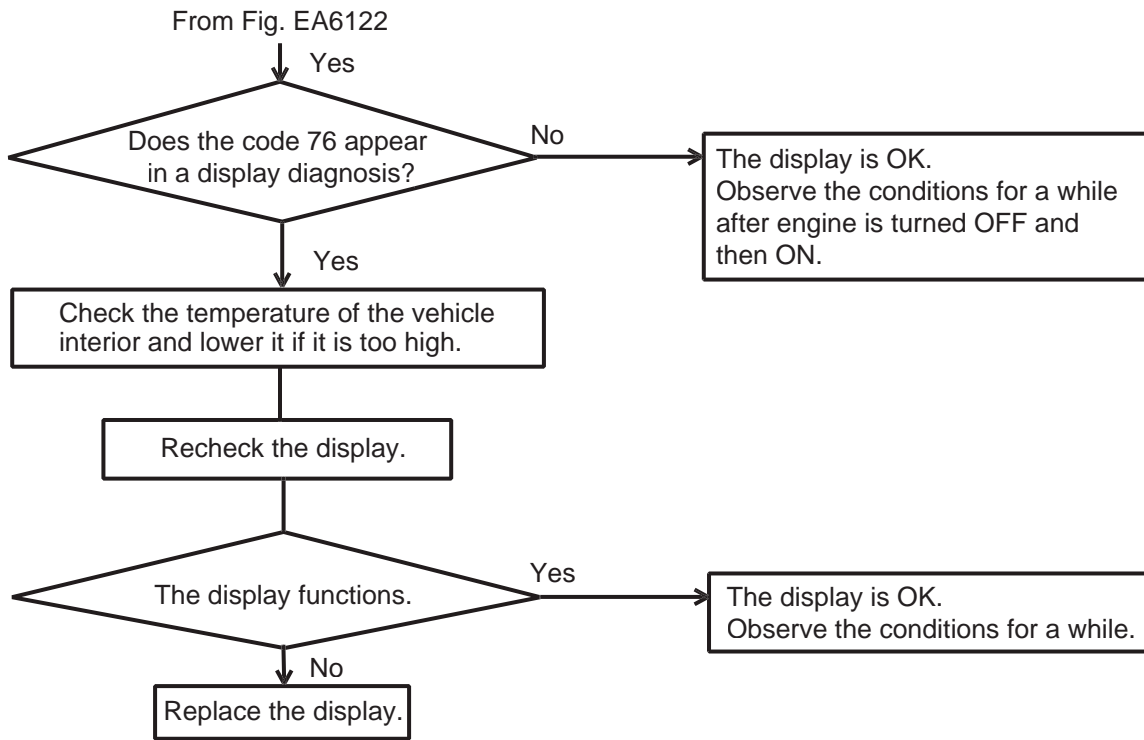 From Fig. EA6122
Yes
Does the code 76 appear
in a display diagnosis?
No
The display is OK.
Observe the conditions for a while
after engine is turned OFF and
then ON.
Yes
Check the temperature of the vehicle
interior and lower it if it is too high.
Recheck the display.
The display functions.
Yes
The display is OK.
Observe the conditions for a while.
No
Replace the display.